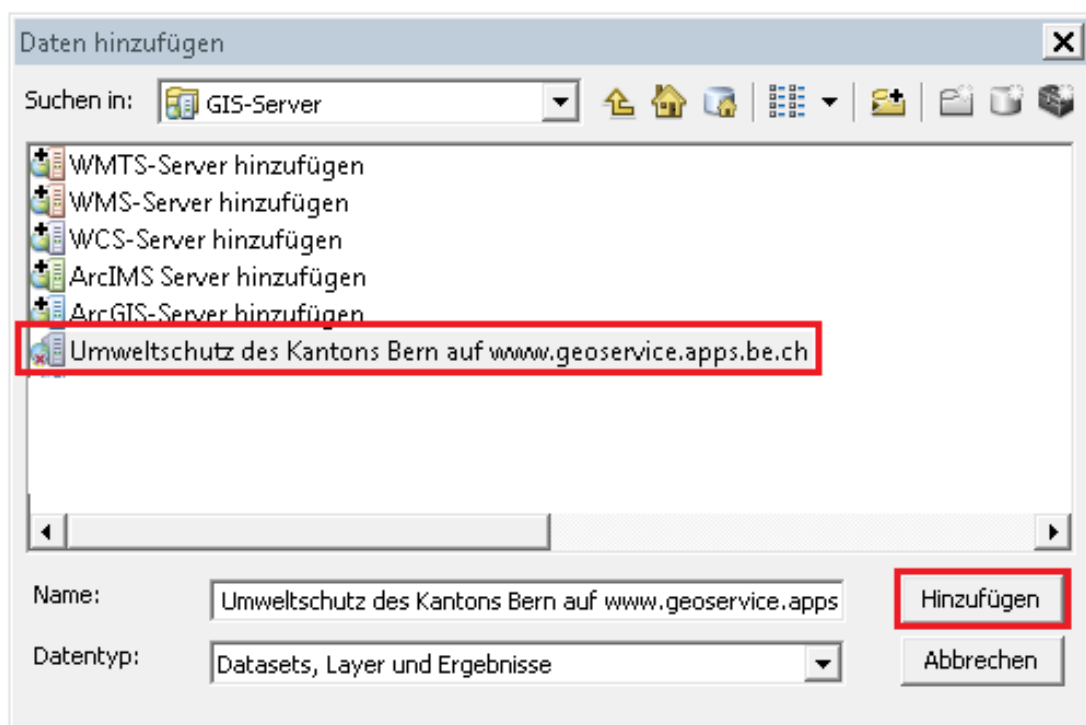 Daten hinzufügen
Suchen in: GIS-Server
WMTS-Server hinzufügen
WMS-Server hinzufügen
WCS-Server hinzufügen
ArcIMS Server hinzufügen
ArcGIS-Server hinzufügen
Umweltschutz des Kantons Bern auf www.geoservice.apps.be.ch
Name: Umweltschutz des Kantons Bern auf www.geoservice.apps Hinzufügen
Datentyp: Datasets, Layer und Ergebnisse Abbrechen